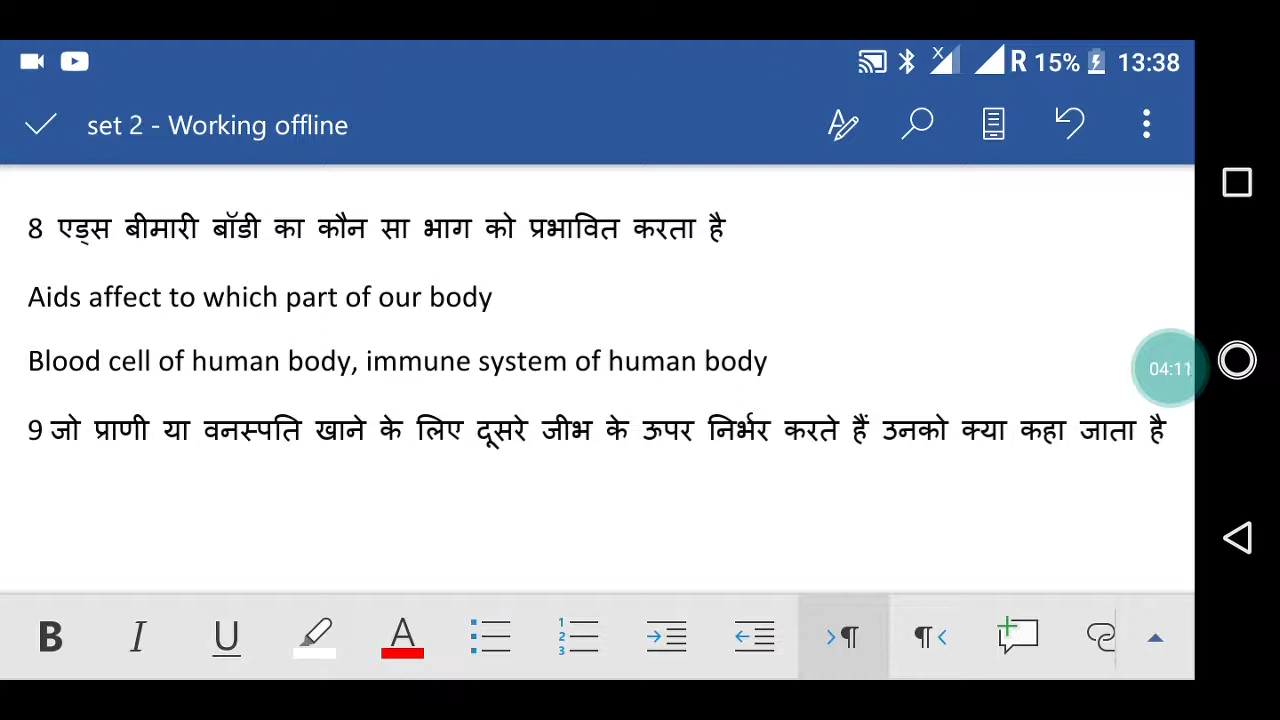 R 15% 13:38
set 2 - Working offline
8 एड्स बीमारी बॉडी का कौन सा भाग को प्रभावित करता है
Aids affect to which part of our body
Blood cell of human body, immune system of human body
04:11
9 जो प्राणी या वनस्पति खाने के लिए दूसरे जीभ के ऊपर निर्भर करते हैं उनको क्या कहा जाता है
B I U A